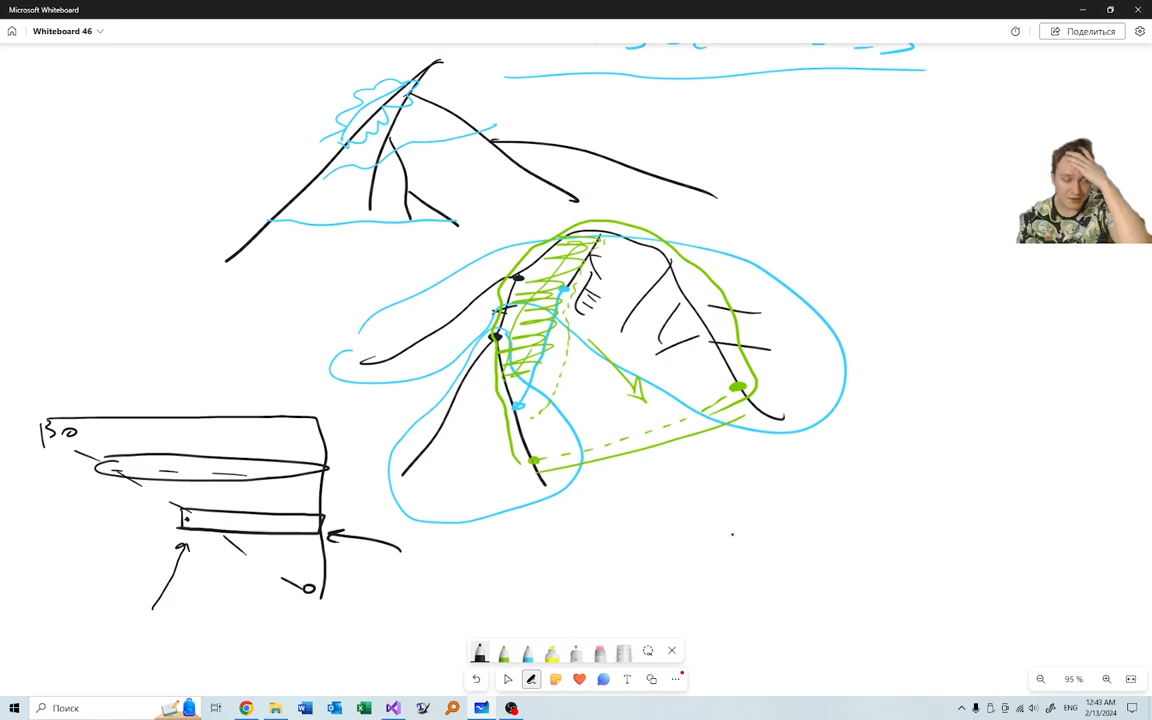 Microsoft Whiteboard
Whiteboard 46
Поделиться
95 %
Поиск
ENG
12:43 AM
2/13/2024